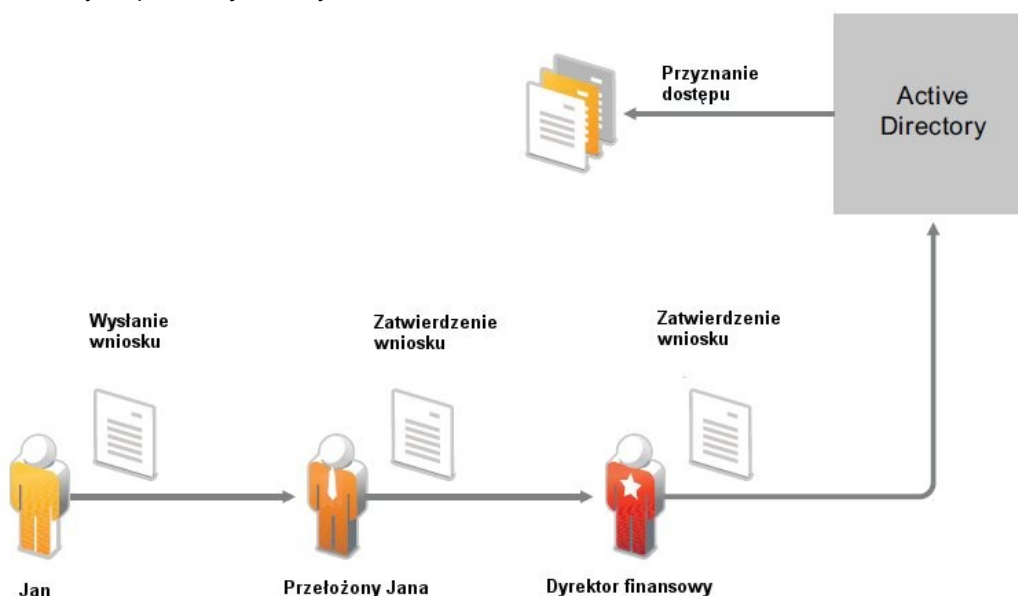 Przyznanie
dostępu
Active
Directory
Wysłanie
wniosku
Zatwierdzenie
wniosku
Zatwierdzenie
wniosku
Jan
Przełożony Jana
Dyrektor finansowy